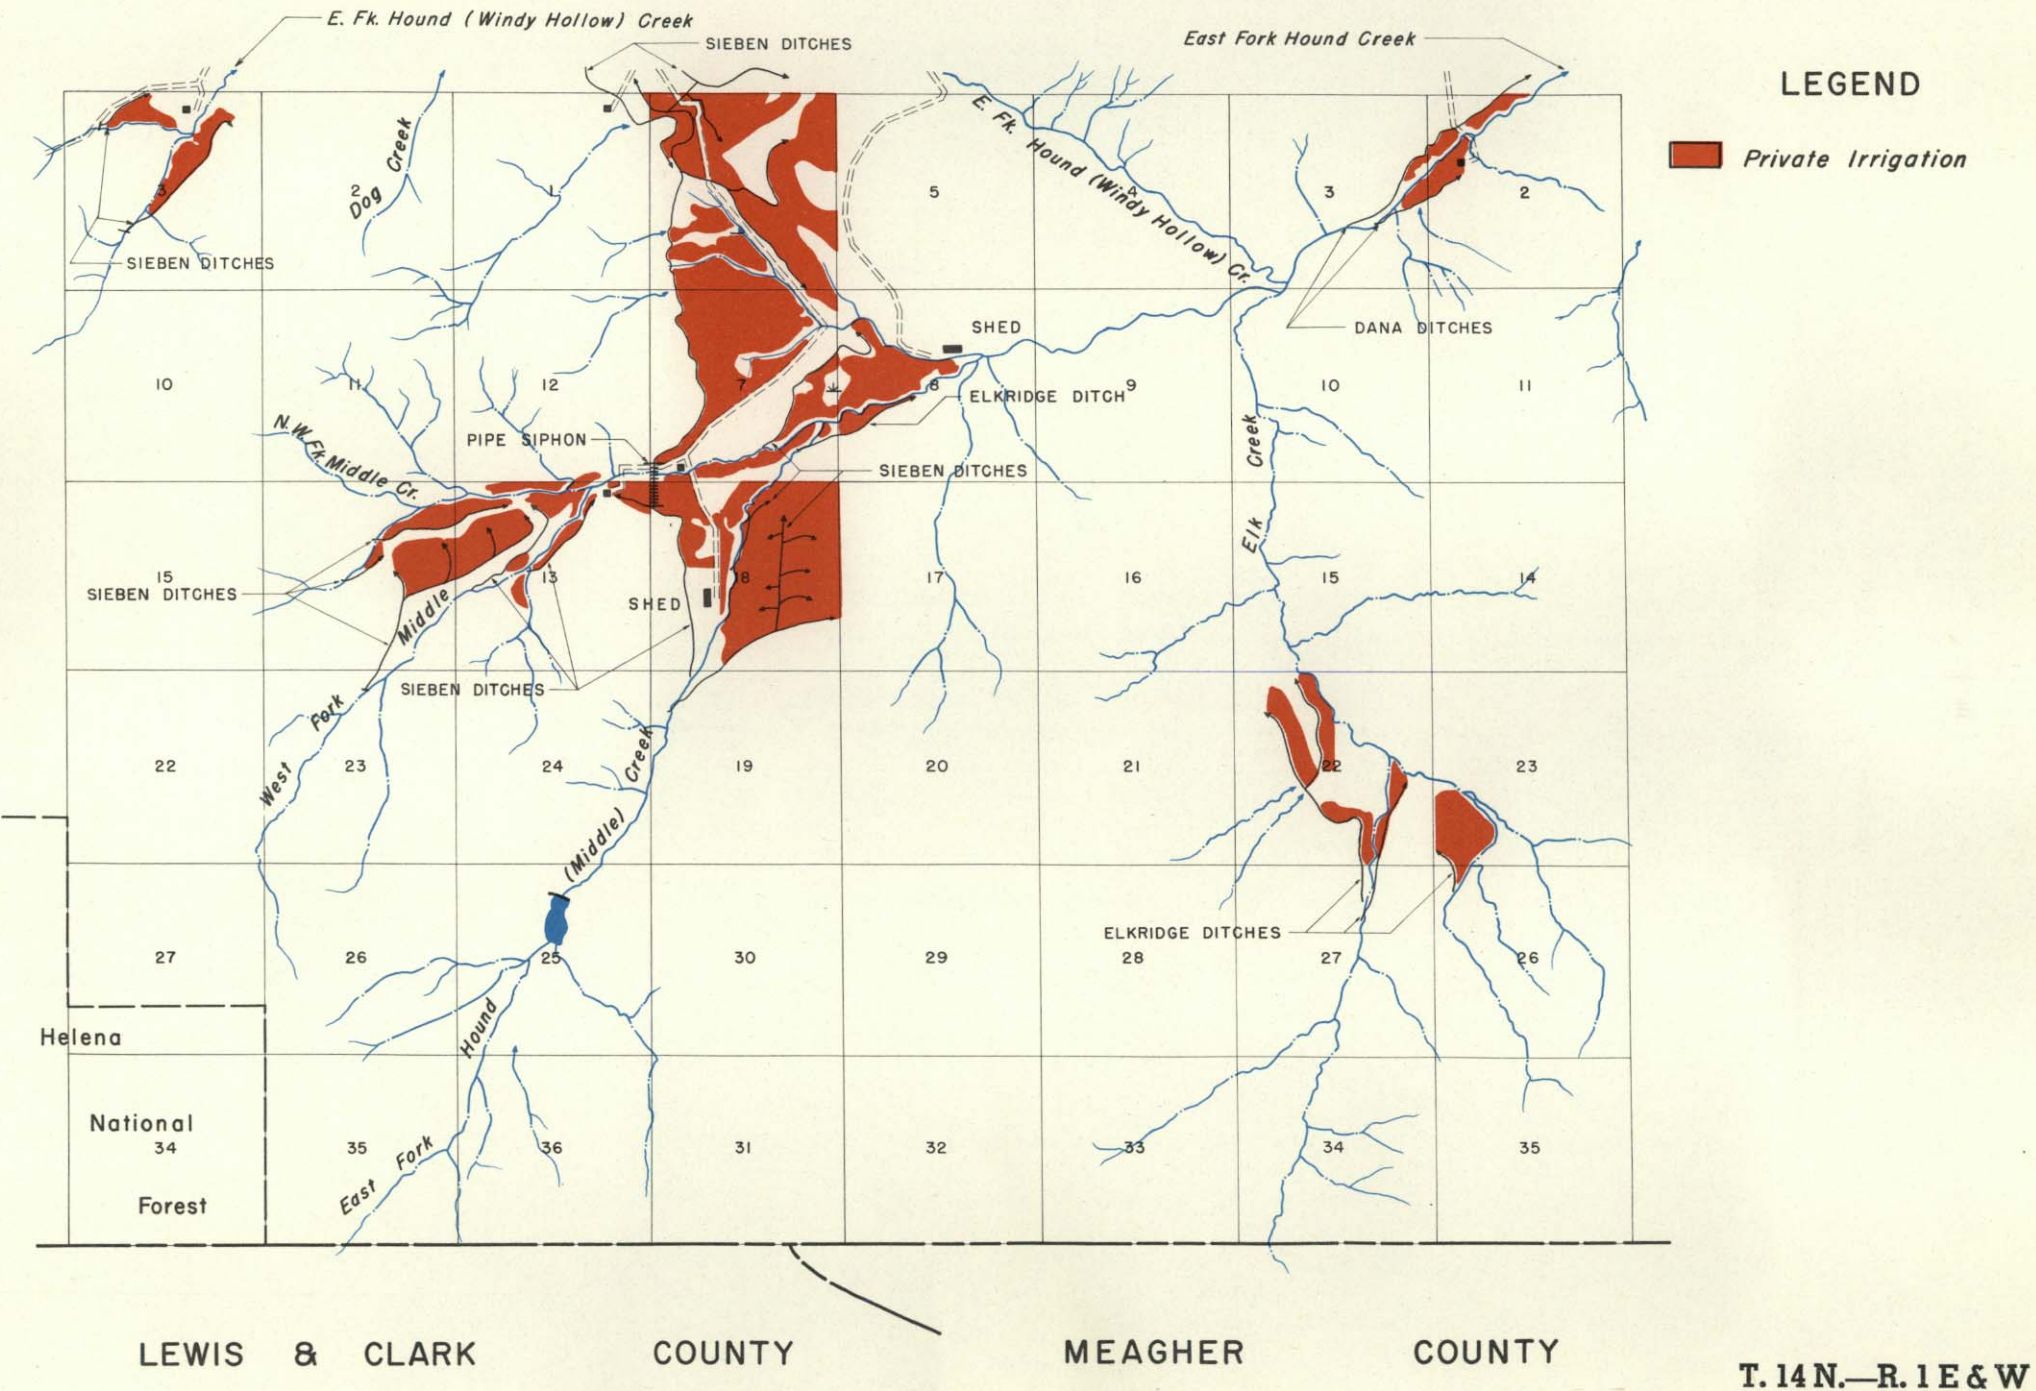 E. Fk. Hound (Windy Hollow) Creek
SIEBEN DITCHES
East Fork Hound Creek
LEGEND
Private Irrigation
Dog Creek
E. Fk. Hound (Windy Hollow) Cr.
3
2
1
5
4
3
2
SIEBEN DITCHES
SHED
DANA DITCHES
10
11
12
7
8
9
10
11
ELKRIDGE DITCH
N.W. Fk. Middle Cr.
PIPE SIPHON
SIEBEN DITCHES
Elk Creek
15
13
18
17
16
15
14
SIEBEN DITCHES
SHED
West Fork Middle
SIEBEN DITCHES
22
23
24
19
20
21
22
23
East Fork Hound (Middle) Creek
ELKRIDGE DITCHES
27
26
25
30
29
28
27
26
Helena
National
34
35
36
31
32
33
34
35
Forest
LEWIS & CLARK COUNTY
MEAGHER COUNTY
T. 14 N.—R. 1 E & W